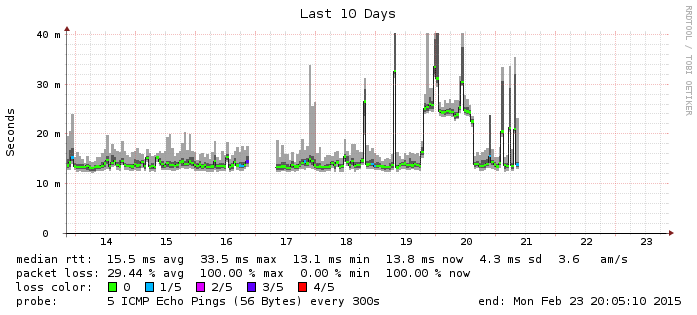 Last 10 Days
RRDTOOL / TOBI OETIKER
Seconds
40 m
30 m
20 m
10 m
0
14 15 16 17 18 19 20 21 22 23
median rtt: 15.5 ms avg 33.5 ms max 13.1 ms min 13.8 ms now 4.3 ms sd 3.6 am/s
packet loss: 29.44 % avg 100.00 % max 0.00 % min 100.00 % now
loss color: 0 1/5 2/5 3/5 4/5
probe: 5 ICMP Echo Pings (56 Bytes) every 300s end: Mon Feb 23 20:05:10 2015